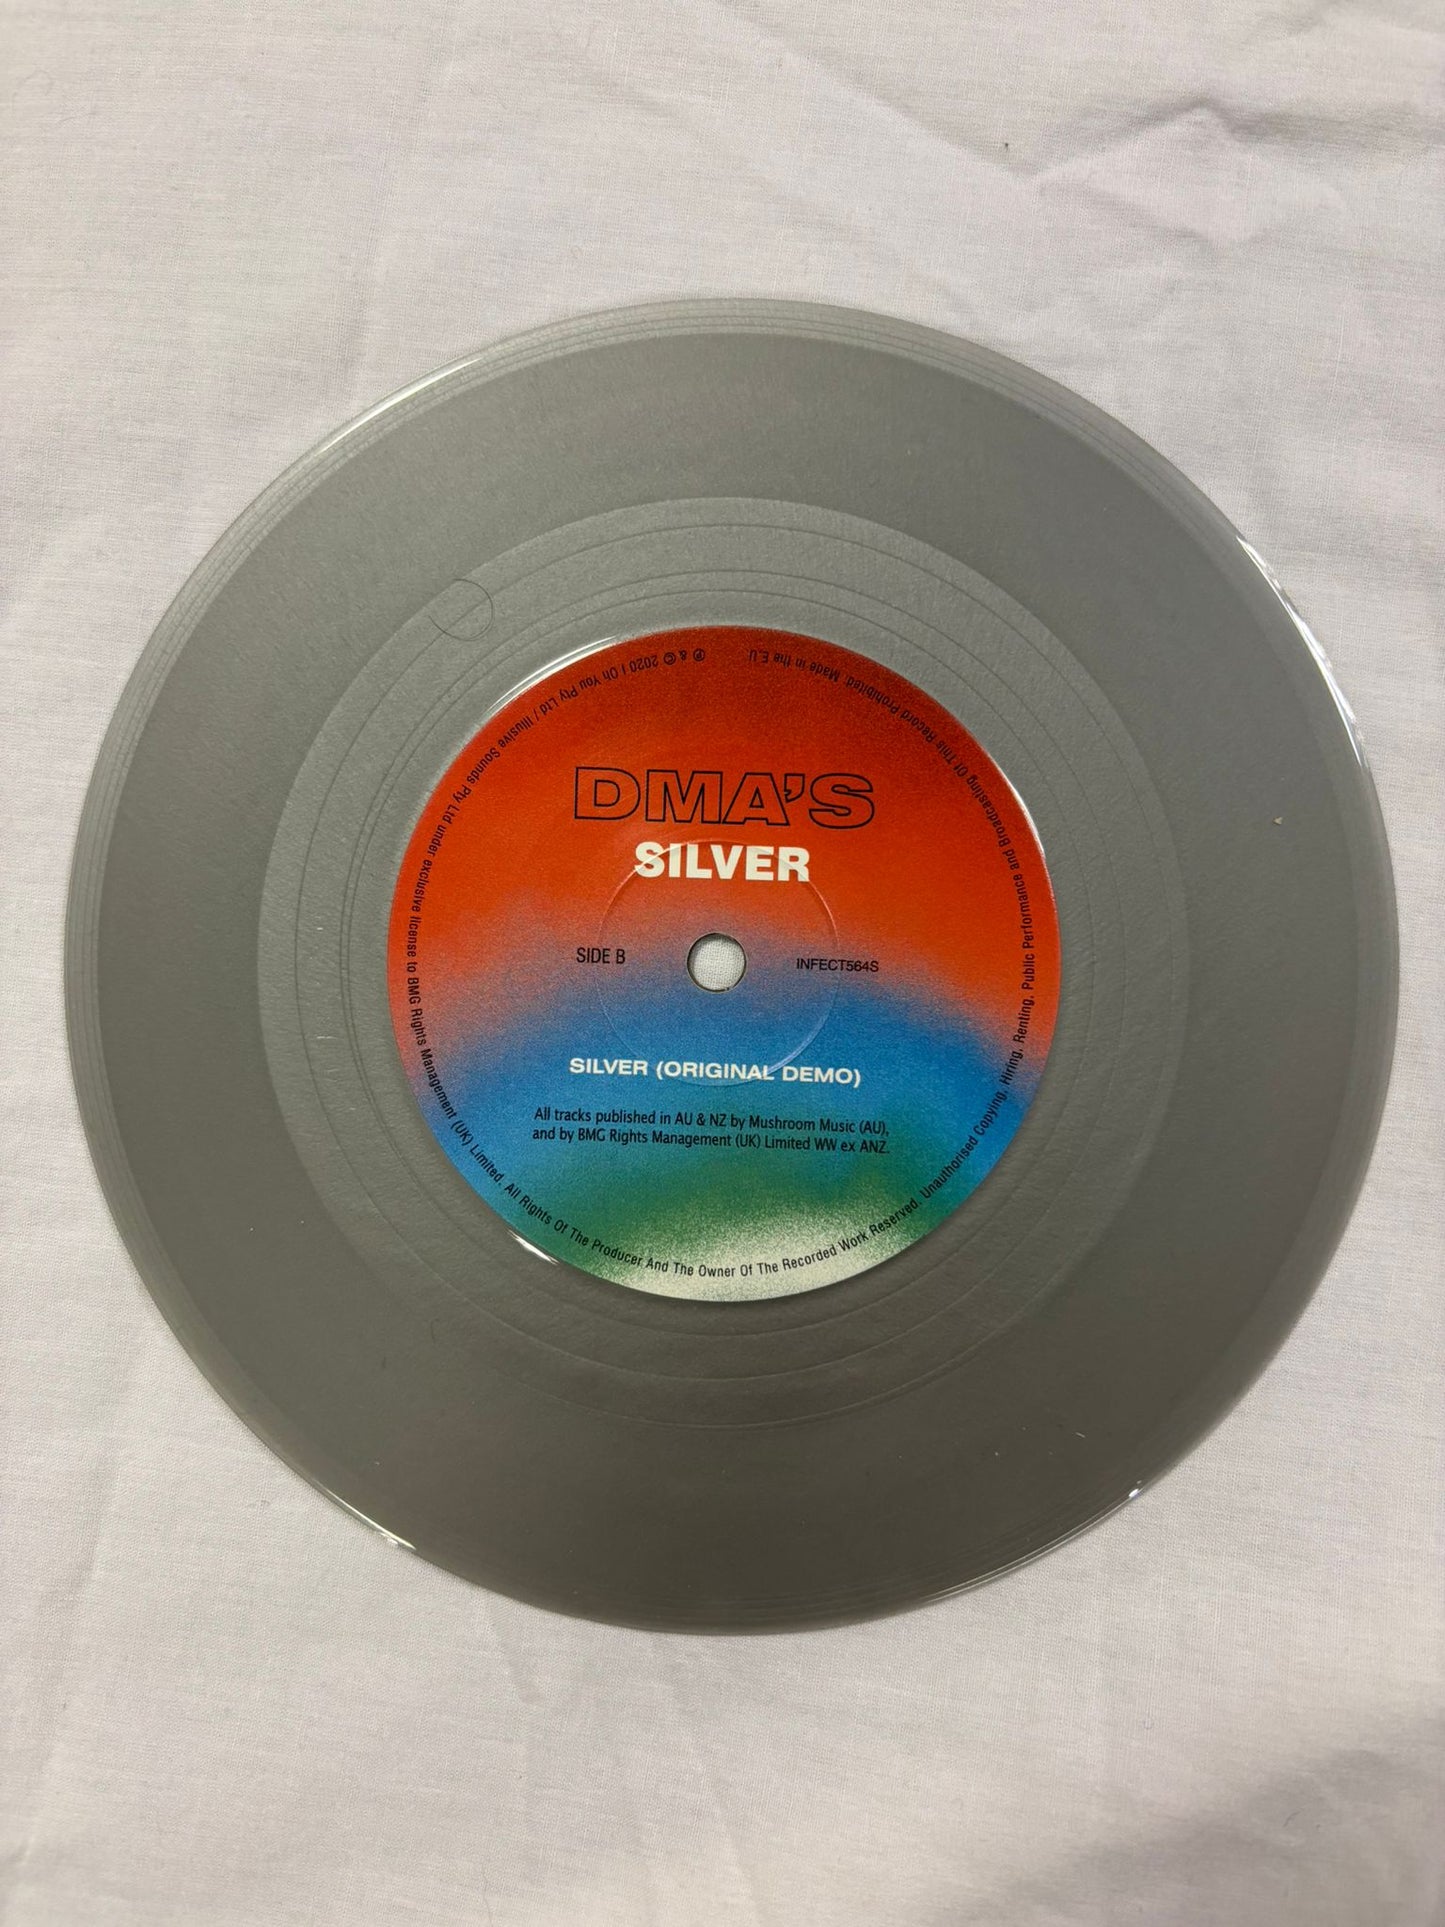 DMA'S
SILVER
SIDE B
INFECT564S
SILVER (ORIGINAL DEMO)
All tracks published in AU & NZ by Mushroom Music (AU),
and by BMG Rights Management (UK) Limited WW ex ANZ.
℗ & © 2020 I Oh You Pty Ltd / Illusive Sounds Pty Ltd under exclusive license to BMG Rights Management (UK) Limited. All Rights Of The Producer And The Owner Of The Recorded Work Reserved. Unauthorised Copying, Hiring, Renting, Public Performance and Broadcasting Of This Record Prohibited. Made in the E.U